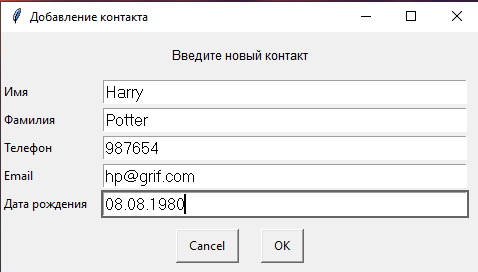 Добавление контакта
Введите новый контакт
Имя Harry
Фамилия Potter
Телефон 987654
Email hp@grif.com
Дата рождения 08.08.1980
Cancel OK